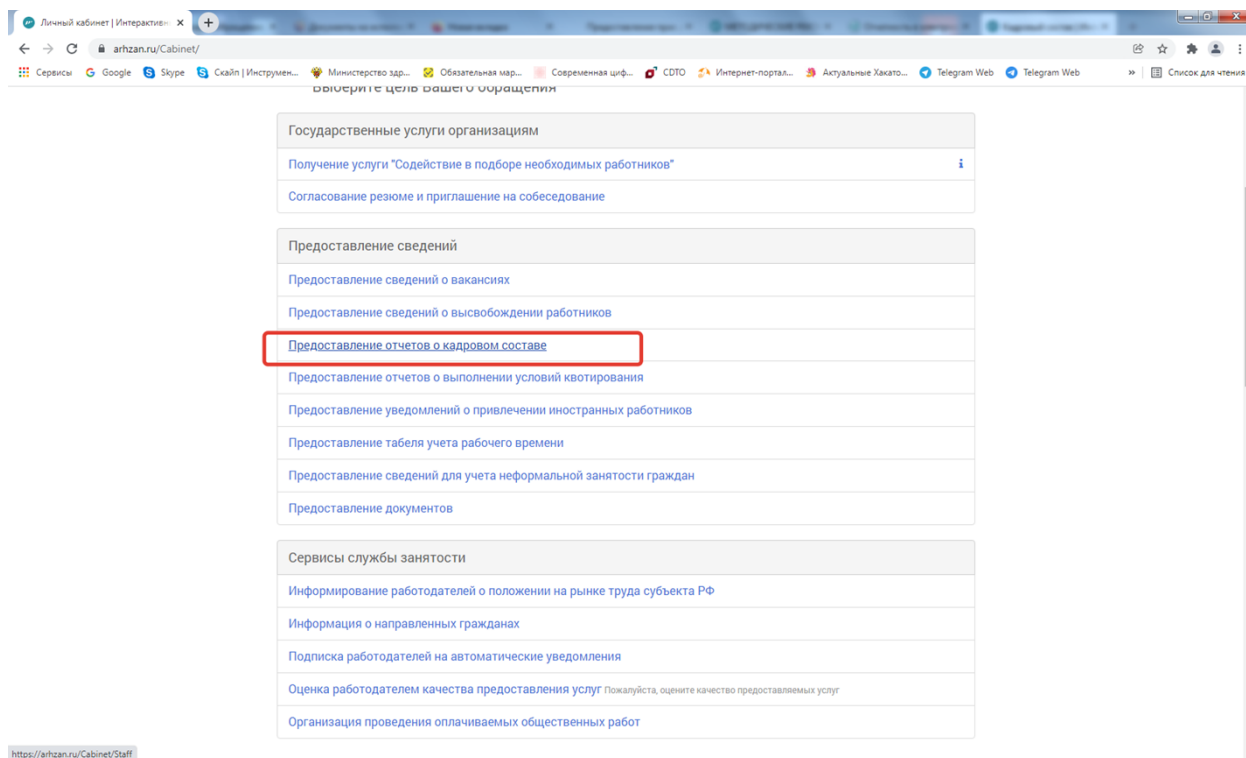 Личный кабинет | Интерактив
arhzan.ru/Cabinet/
Сервисы Google Skype Скайп | Инструмен... Министерство здр... Обязательная мар... Современная циф... CDTO Интернет-портал... Актуальные Хакато... Telegram Web Telegram Web » Список для чтения
Выберите цель Вашего обращения
Государственные услуги организациям
Получение услуги "Содействие в подборе необходимых работников"
Согласование резюме и приглашение на собеседование
Предоставление сведений
Предоставление сведений о вакансиях
Предоставление сведений о высвобождении работников
Предоставление отчетов о кадровом составе
Предоставление отчетов о выполнении условий квотирования
Предоставление уведомлений о привлечении иностранных работников
Предоставление табеля учета рабочего времени
Предоставление сведений для учета неформальной занятости граждан
Предоставление документов
Сервисы службы занятости
Информирование работодателей о положении на рынке труда субъекта РФ
Информация о направленных гражданах
Подписка работодателей на автоматические уведомления
Оценка работодателем качества предоставления услуг Пожалуйста, оцените качество предоставляемых услуг
Организация проведения оплачиваемых общественных работ
https://arhzan.ru/Cabinet/Staff